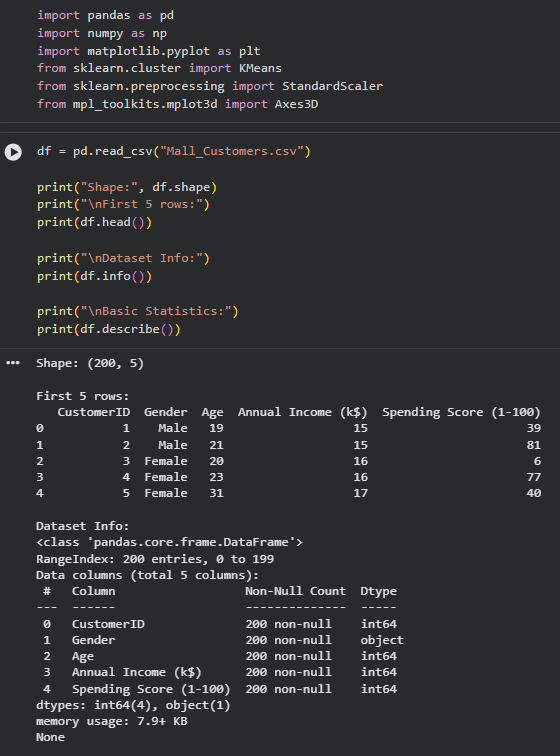 import pandas as pd
import numpy as np
import matplotlib.pyplot as plt
from sklearn.cluster import KMeans
from sklearn.preprocessing import StandardScaler
from mpl_toolkits.mplot3d import Axes3D
df = pd.read_csv("Mall_Customers.csv")
print("Shape:", df.shape)
print("\nFirst 5 rows:")
print(df.head())
print("\nDataset Info:")
print(df.info())
print("\nBasic Statistics:")
print(df.describe())
Shape: (200, 5)
First 5 rows:
   CustomerID  Gender  Age  Annual Income (k$)  Spending Score (1-100)
0           1    Male   19                  15                      39
1           2    Male   21                  15                      81
2           3  Female   20                  16                       6
3           4  Female   23                  16                      77
4           5  Female   31                  17                      40
Dataset Info:
<class 'pandas.core.frame.DataFrame'>
RangeIndex: 200 entries, 0 to 199
Data columns (total 5 columns):
 #   Column                  Non-Null Count  Dtype
---  ------                  --------------  -----
 0   CustomerID              200 non-null    int64
 1   Gender                  200 non-null    object
 2   Age                     200 non-null    int64
 3   Annual Income (k$)      200 non-null    int64
 4   Spending Score (1-100)  200 non-null    int64
dtypes: int64(4), object(1)
memory usage: 7.9+ KB
None